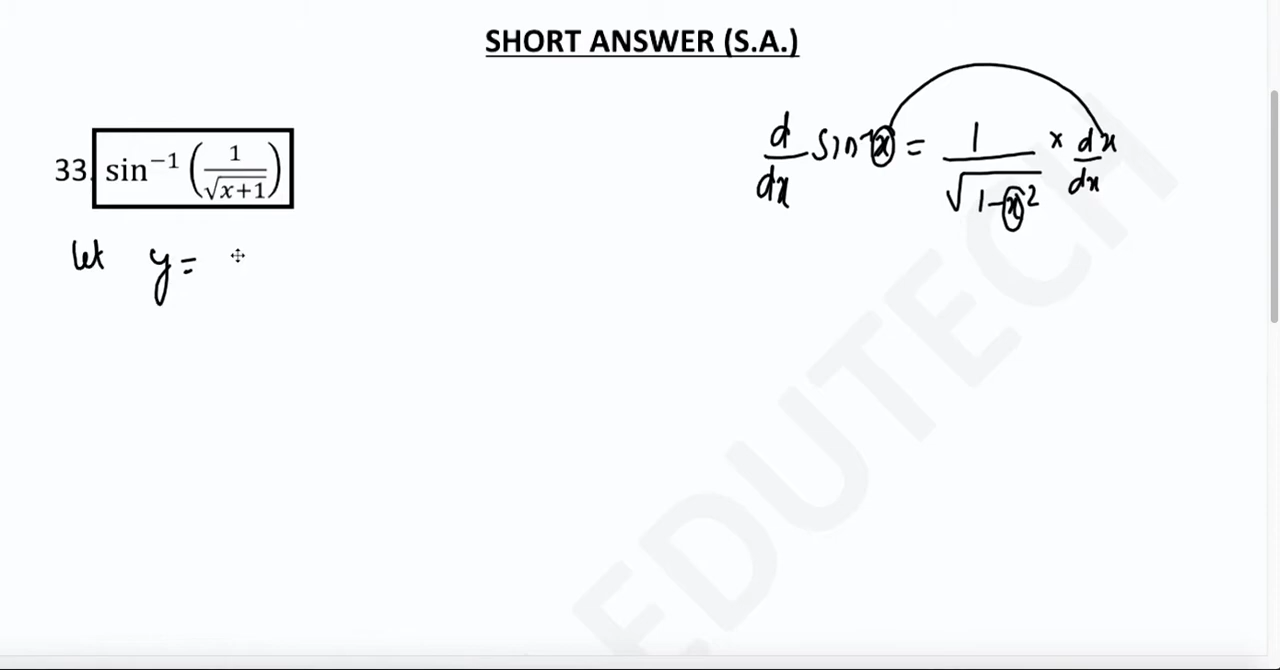 SHORT ANSWER (S.A.)
d/dx sin⁻¹x = 1/√(1-x²) × dx/dx
33. sin⁻¹(1/√(x+1))
let y =
EDUTECH